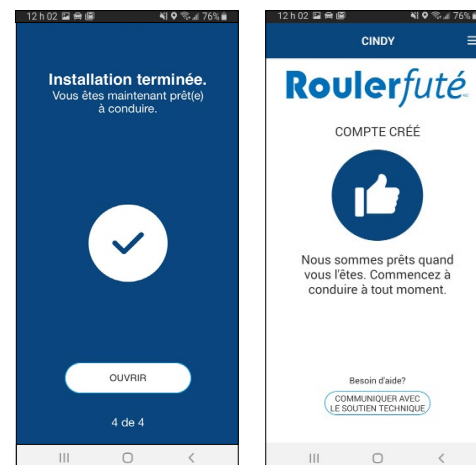 12 h 02
76%
Installation terminée.
Vous êtes maintenant prêt(e)
à conduire.
OUVRIR
4 de 4
12 h 02
76%
CINDY
Roulerfuté
COMPTE CRÉÉ
Nous sommes prêts quand
vous l'êtes. Commencez à
conduire à tout moment.
Besoin d'aide?
COMMUNIQUER AVEC
LE SOUTIEN TECHNIQUE